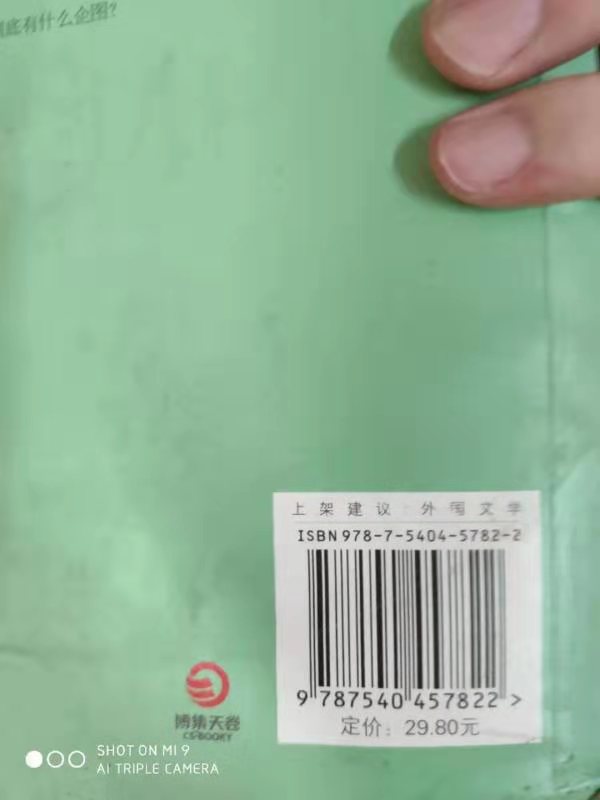 到底有什么企图?
上架建议:外国文学
ISBN 978-7-5404-5782-2
9 787540 457822 >
定价: 29.80元
博集天卷
CS-BOOKY
SHOT ON MI 9
AI TRIPLE CAMERA